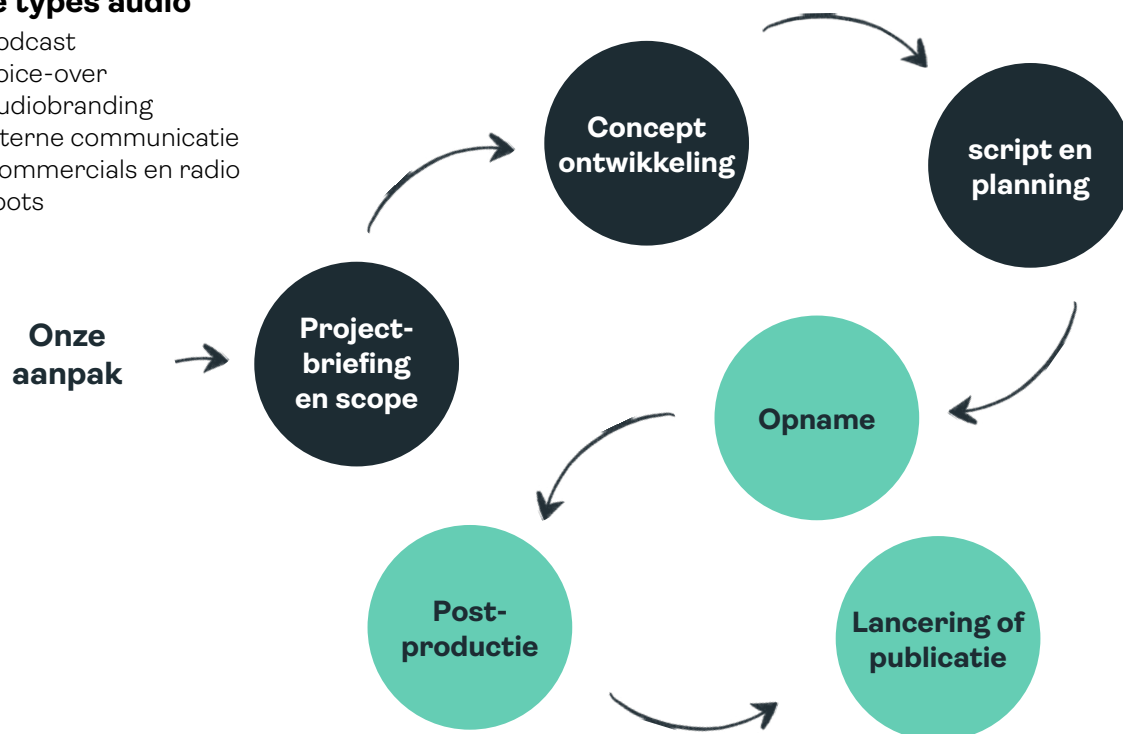 e types audio
odcast
oice-over
udiobranding
terne communicatie
ommercials en radio
pots
Concept
ontwikkeling
script en
planning
Onze
aanpak
Project-
briefing
en scope
Opname
Post-
productie
Lancering of
publicatie